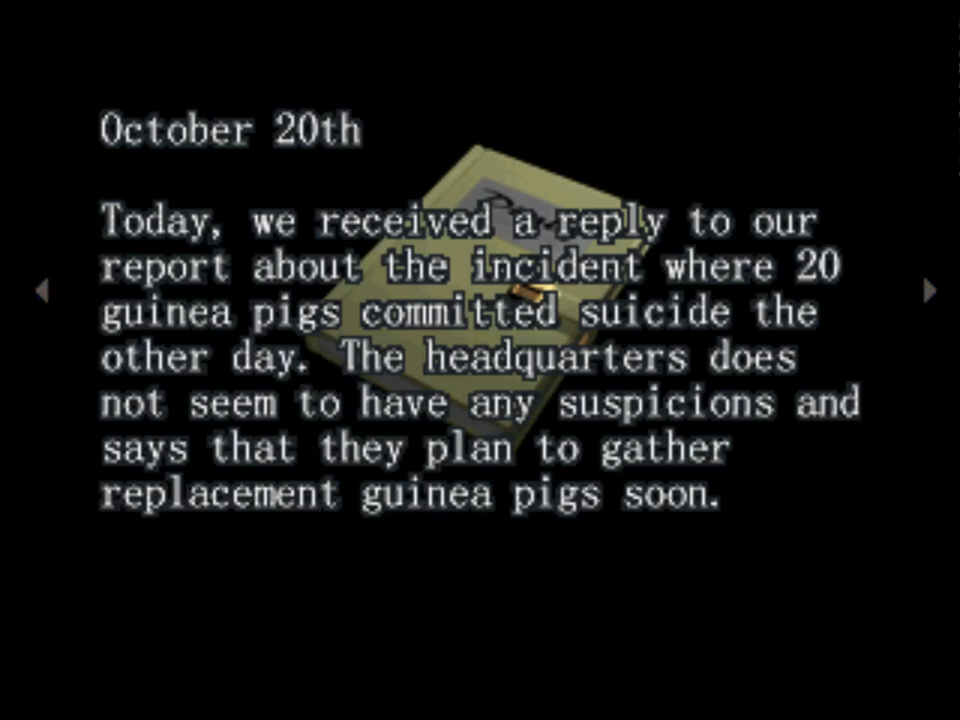 October 20th
Today, we received a reply to our
report about the incident where 20
guinea pigs committed suicide the
other day. The headquarters does
not seem to have any suspicions and
says that they plan to gather
replacement guinea pigs soon.